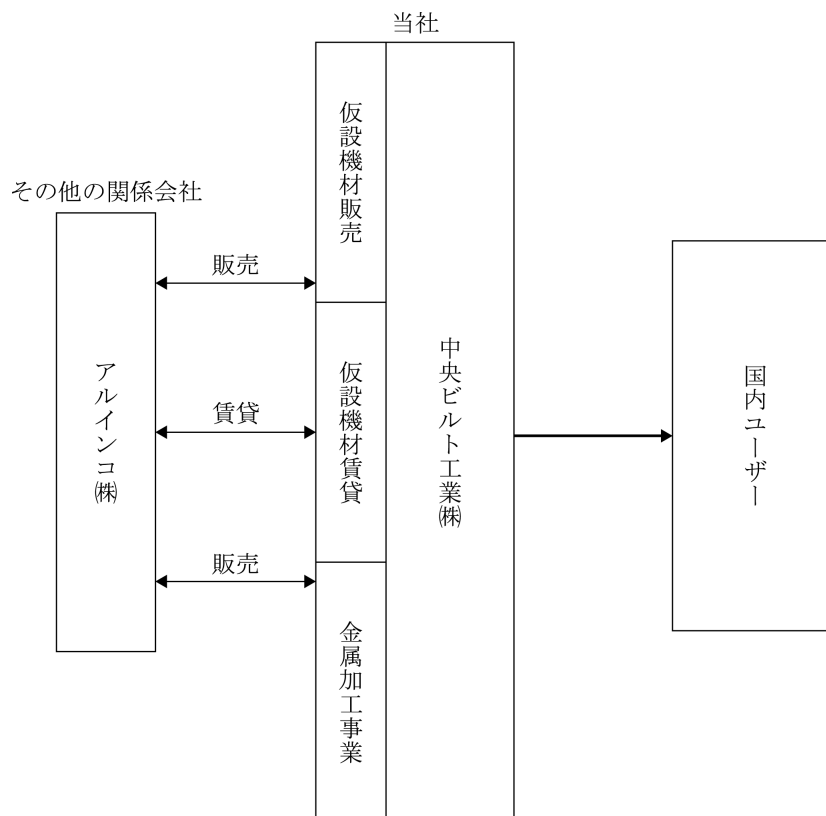 当社
仮設機材販売
その他の関係会社
販売
アルインコ㈱
賃貸
仮設機材賃貸
中央ビルト工業㈱
国内ユーザー
販売
金属加工事業